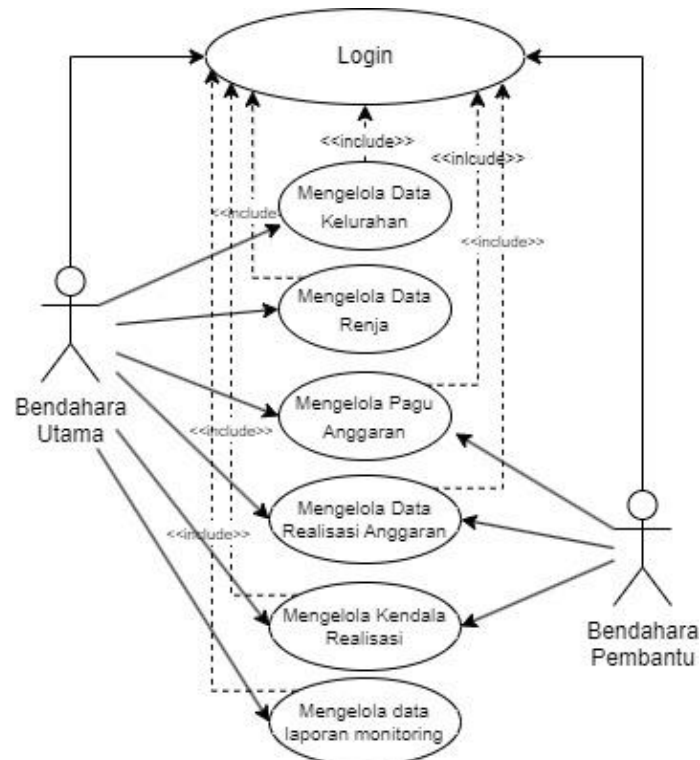 Login
<<include>>
<<inlcude>>
Mengelola Data
Kelurahan
<<include
<<include>>
Mengelola Data
Renja
Bendahara
Utama
Mengelola Pagu
Anggaran
<<include>>
Mengelola Data
Realisasi Anggaran
<<include>>
Mengelola Kendala
Realisasi
Bendahara
Pembantu
Mengelola data
laporan monitoring